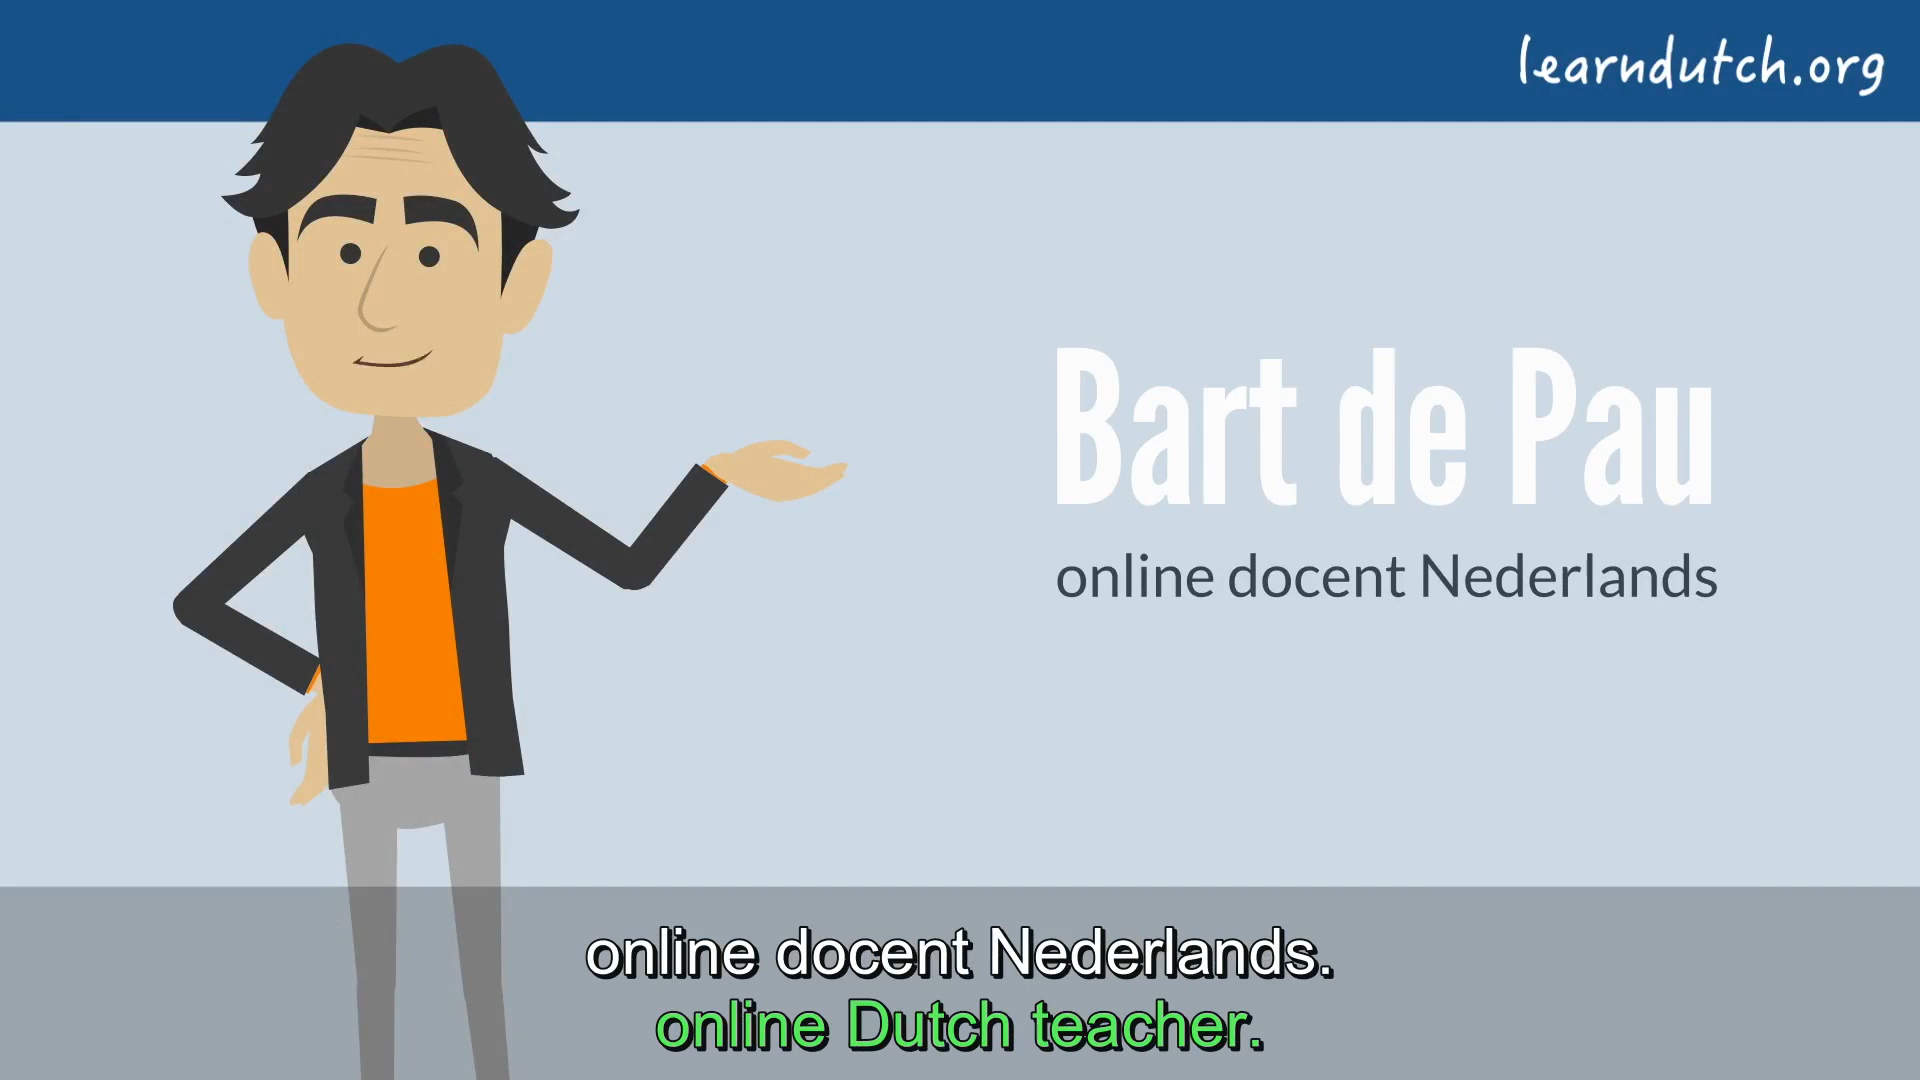 learndutch.org
Bart de Pau
online docent Nederlands
online docent Nederlands.
online Dutch teacher.